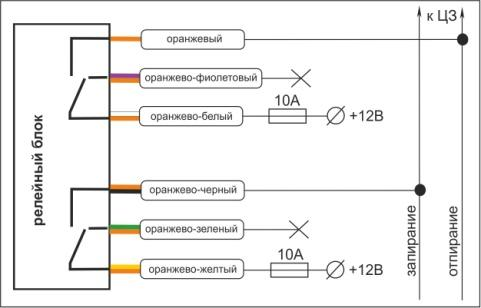 к ЦЗ
оранжевый
оранжево-фиолетовый
10А
оранжево-белый
+12В
релейный блок
оранжево-черный
оранжево-зеленый
10А
оранжево-желтый
+12В
запирание
отпирание